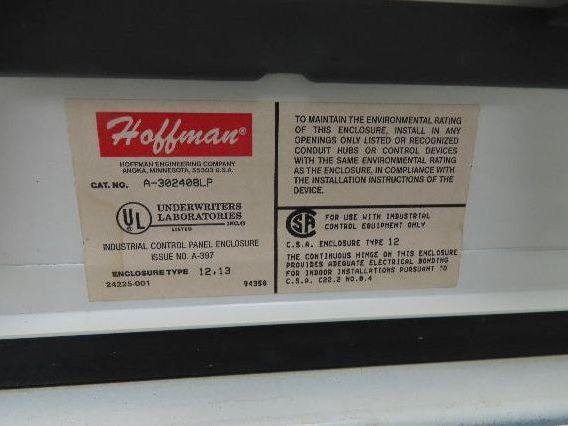 Hoffman®
HOFFMAN ENGINEERING COMPANY
ANOKA, MINNESOTA, 55303 U.S.A.
CAT. NO. A-302408LP
UL
UNDERWRITERS
LABORATORIES
INC.®
LISTED
INDUSTRIAL CONTROL PANEL ENCLOSURE
ISSUE NO. A-397
ENCLOSURE TYPE 12,13
24225-001 94350
TO MAINTAIN THE ENVIRONMENTAL RATING
OF THIS ENCLOSURE, INSTALL IN ANY
OPENINGS ONLY LISTED OR RECOGNIZED
CONDUIT HUBS OR CONTROL DEVICES
WITH THE SAME ENVIRONMENTAL RATING
AS THE ENCLOSURE, IN COMPLIANCE WITH
THE INSTALLATION INSTRUCTIONS OF THE
DEVICE.
SA
FOR USE WITH INDUSTRIAL
CONTROL EQUIPMENT ONLY
C.S.A. ENCLOSURE TYPE 12
THE CONTINUOUS HINGE ON THIS ENCLOSURE
PROVIDES ADEQUATE ELECTRICAL BONDING
FOR INDOOR INSTALLATIONS PURSUANT TO
C.S.A. C22.2 NO.0.4